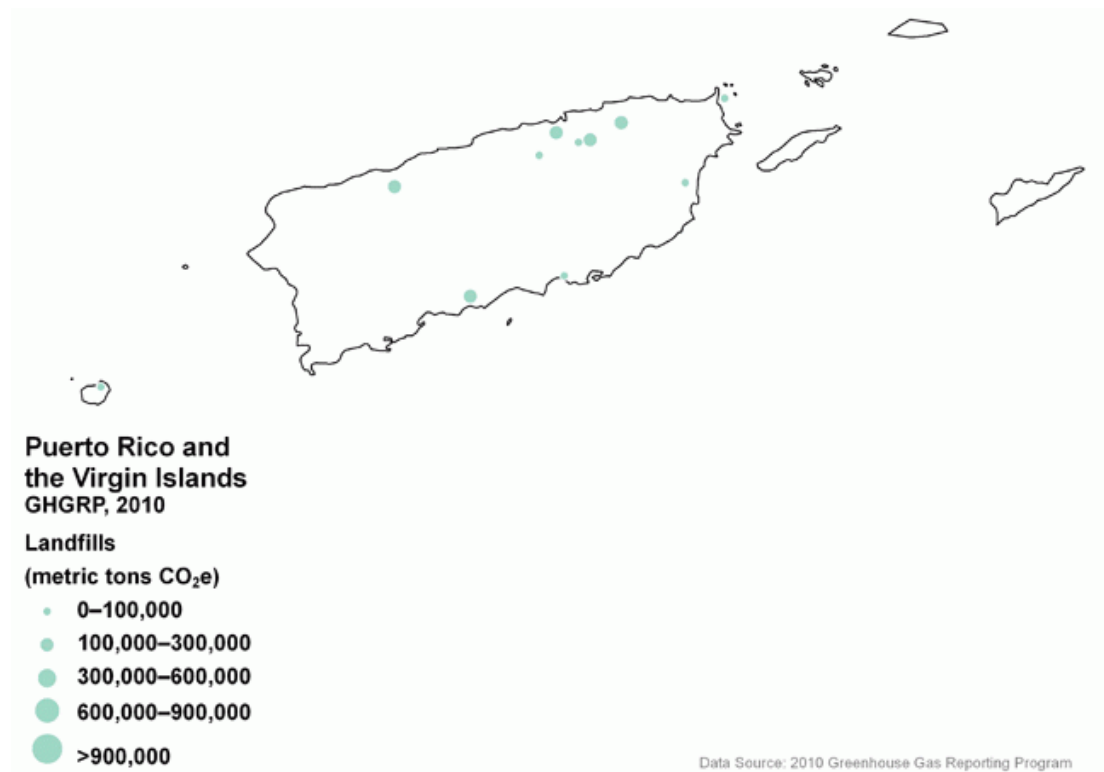 Puerto Rico and
the Virgin Islands
GHGRP, 2010
Landfills
(metric tons CO₂e)
0–100,000
100,000–300,000
300,000–600,000
600,000–900,000
>900,000
Data Source: 2010 Greenhouse Gas Reporting Program